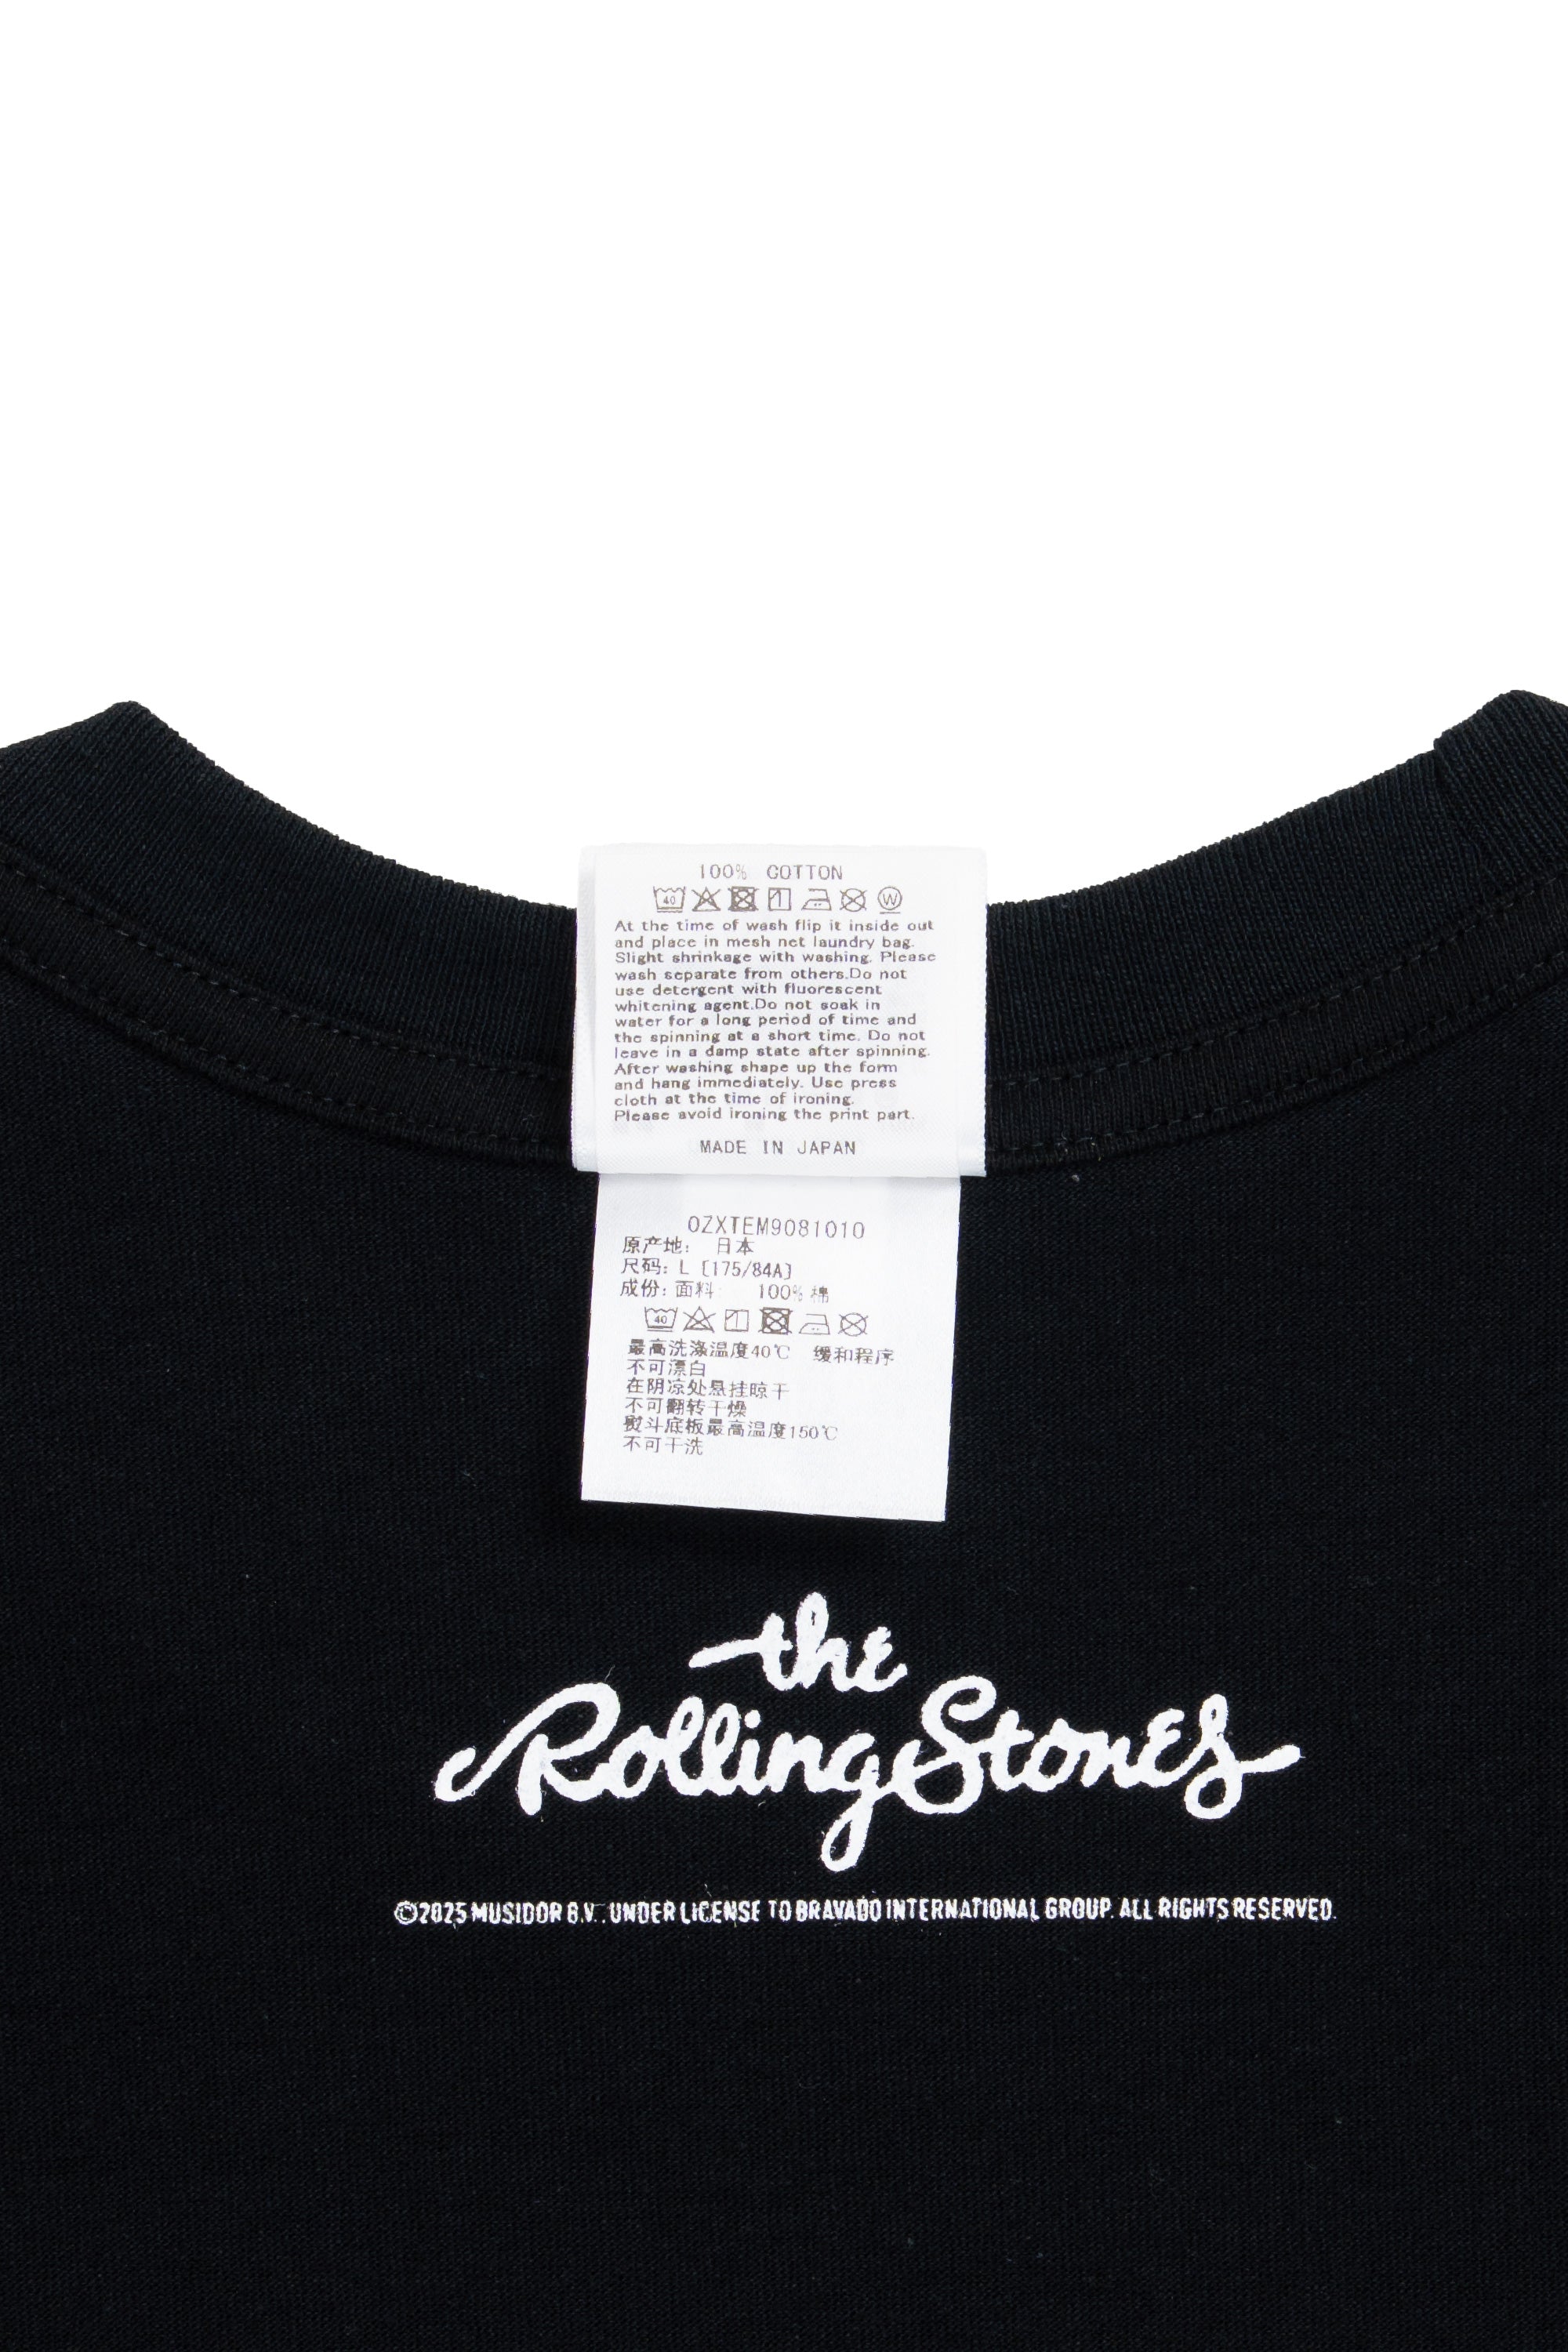 100% COTTON
40 W
At the time of wash flip it inside out
and place in mesh net laundry bag.
Slight shrinkage with washing. Please
wash separate from others.Do not
use detergent with fluorescent
whitening agent.Do not soak in
water for a long period of time and
the spinning at a short time. Do not
leave in a damp state after spinning.
After washing shape up the form
and hang immediately. Use press
cloth at the time of ironing.
Please avoid ironing the print part.
MADE IN JAPAN
OZXTEM9081010
原产地: 日本
尺码: L [175/84A]
成份: 面料 100% 棉
40
最高洗涤温度40℃ 缓和程序
不可漂白
在阴凉处悬挂晾干
不可翻转干燥
熨斗底板最高温度150℃
不可干洗
the
Rolling Stones
©2025 MUSIDOR B.V.. UNDER LICENSE TO BRAVADO INTERNATIONAL GROUP. ALL RIGHTS RESERVED.